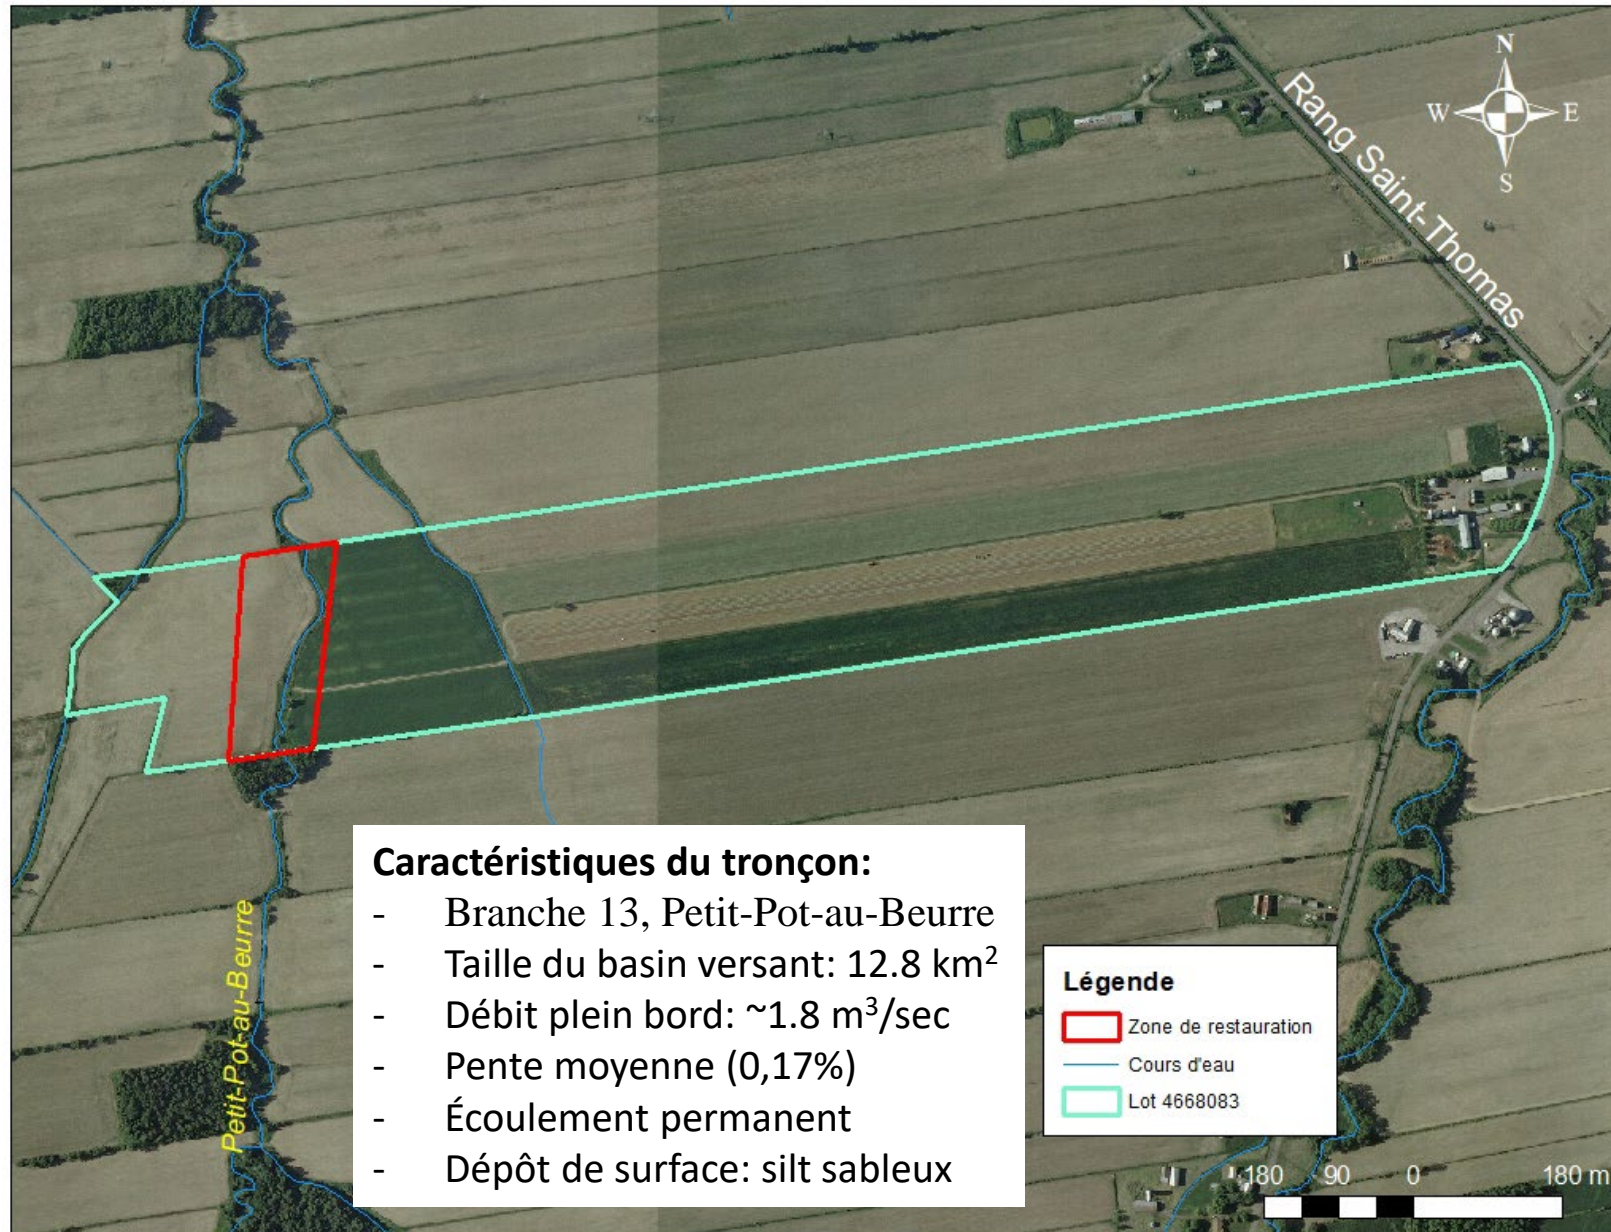 N
W E
S
Rang Saint-Thomas
Petit-Pot-au-Beurre
Caractéristiques du tronçon:
- Branche 13, Petit-Pot-au-Beurre
- Taille du basin versant: 12.8 km²
- Débit plein bord: ~1.8 m³/sec
- Pente moyenne (0,17%)
- Écoulement permanent
- Dépôt de surface: silt sableux
Légende
Zone de restauration
Cours d'eau
Lot 4668083
180 90 0 180 m